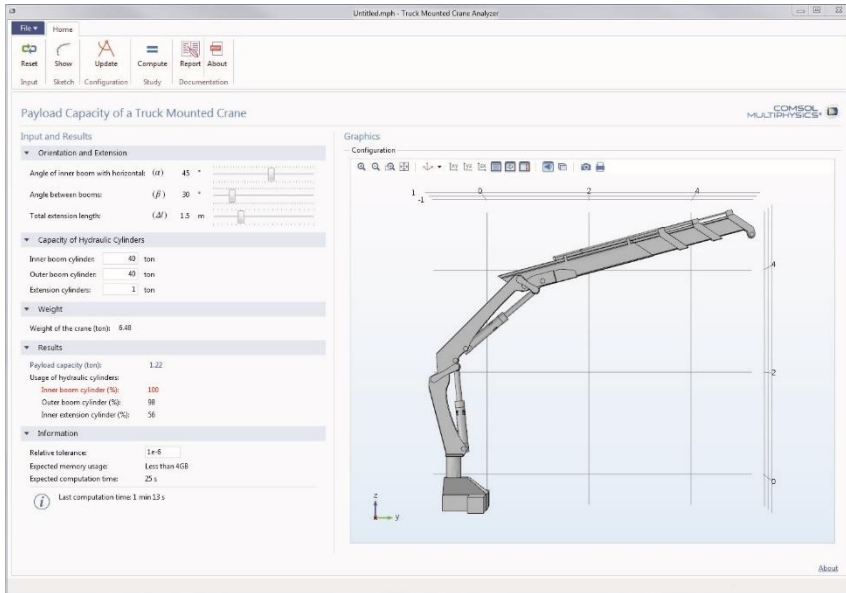 Untitled.mph - Truck Mounted Crane Analyzer
File Home
Reset Show Update Compute Report About
Input Sketch Configuration Study Documentation
Payload Capacity of a Truck Mounted Crane
COMSOL
MULTIPHYSICS®
Input and Results
Orientation and Extension
Angle of inner boom with horizontal: (α) 45 °
Angle between booms: (β) 30 °
Total extension length: (Δl) 1.5 m
Capacity of Hydraulic Cylinders
Inner boom cylinder: 40 ton
Outer boom cylinder: 40 ton
Extension cylinders: 1 ton
Weight
Weight of the crane (ton): 6.48
Results
Payload capacity (ton): 1.22
Usage of hydraulic cylinders:
Inner boom cylinder (%): 100
Outer boom cylinder (%): 98
Inner extension cylinder (%): 56
Information
Relative tolerance: 1e-6
Expected memory usage: Less than 4GB
Expected computation time: 25 s
Last computation time: 1 min 13 s
Graphics
Configuration
1 -1 0 2 4
4
2
0
z
y
About